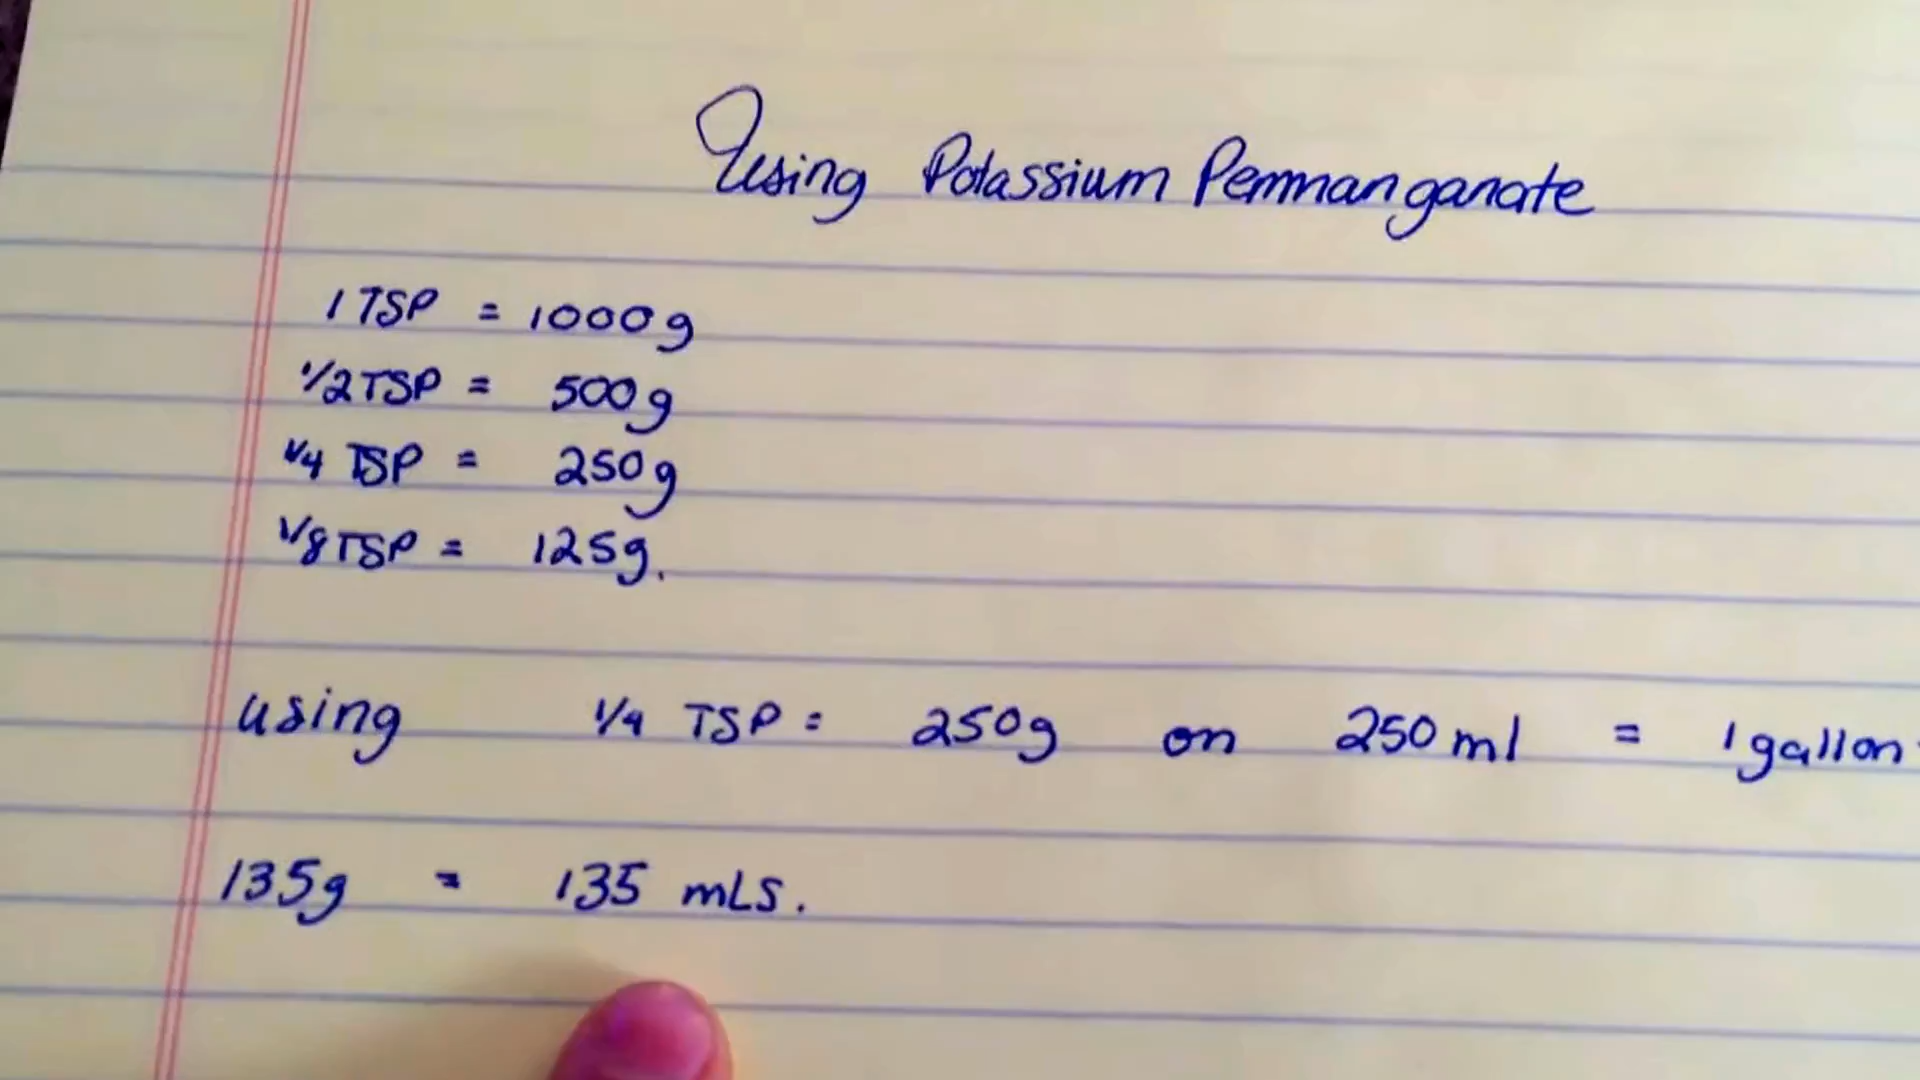 Using Potassium Permanganate
1 TSP = 1000g
1/2 TSP = 500g
1/4 TSP = 250g
1/8 TSP = 125g.
using 1/4 TSP = 250g on 250 ml = 1 gallon
135g = 135 mLS.